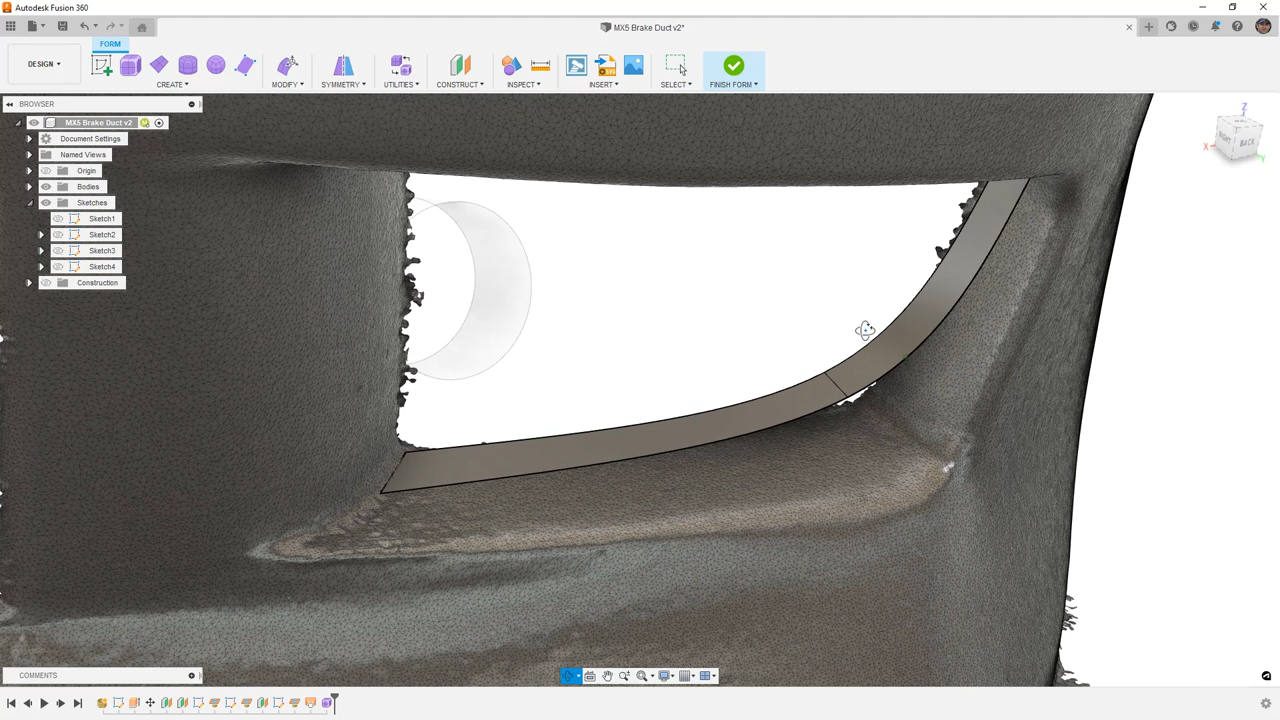 Autodesk Fusion 360
MX5 Brake Duct v2*
DESIGN
FORM
CREATE
MODIFY
SYMMETRY
UTILITIES
CONSTRUCT
INSPECT
INSERT
SELECT
FINISH FORM
BROWSER
MX5 Brake Duct v2
Document Settings
Named Views
Origin
Bodies
Sketches
Sketch1
Sketch2
Sketch3
Sketch4
Construction
Z
X
Y
RIGHT
BACK
COMMENTS